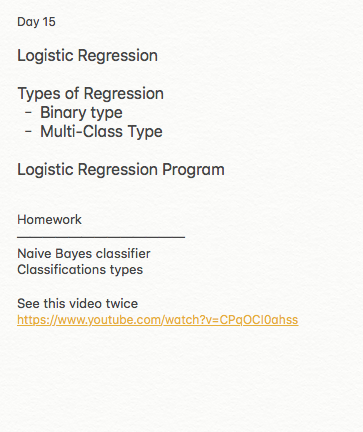 Day 15
Logistic Regression
Types of Regression
- Binary type
- Multi-Class Type
Logistic Regression Program
Homework
Naive Bayes classifier
Classifications types
See this video twice
https://www.youtube.com/watch?v=CPqOCI0ahss